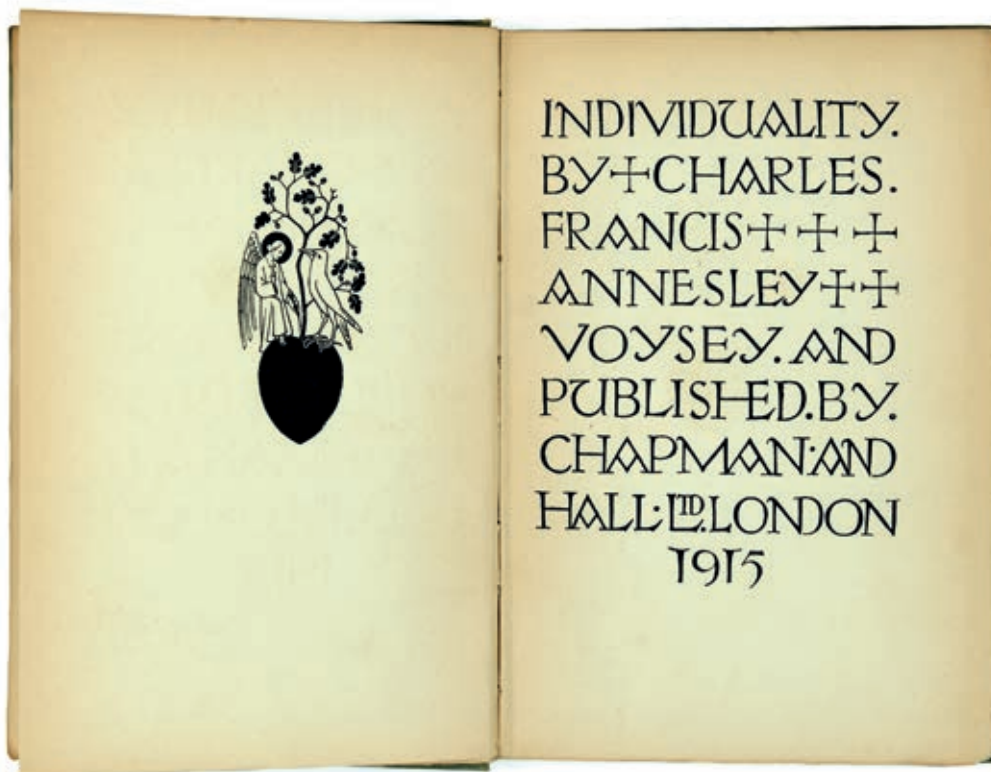 INDIVIDUALITY.
BY+CHARLES.
FRANCIS+ + +
ANNESLEY++
VOYSEY. AND
PUBLISHED.BY.
CHAPMAN·AND
HALL·LTD.LONDON
1915